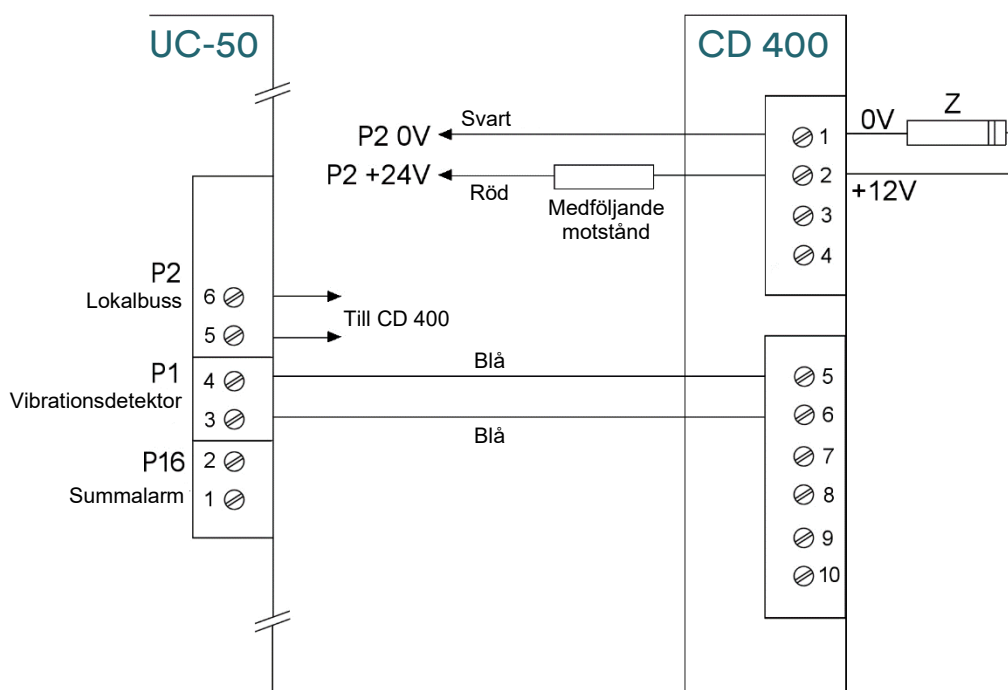 UC-50
CD 400
P2 0V
Svart
1
0V
Z
P2 +24V
Röd
Medföljande
motstånd
2
+12V
3
4
P2
Lokalbuss
6
5
Till CD 400
P1
Vibrationsdetektor
4
3
Blå
Blå
5
6
P16
Summalarm
2
1
7
8
9
10